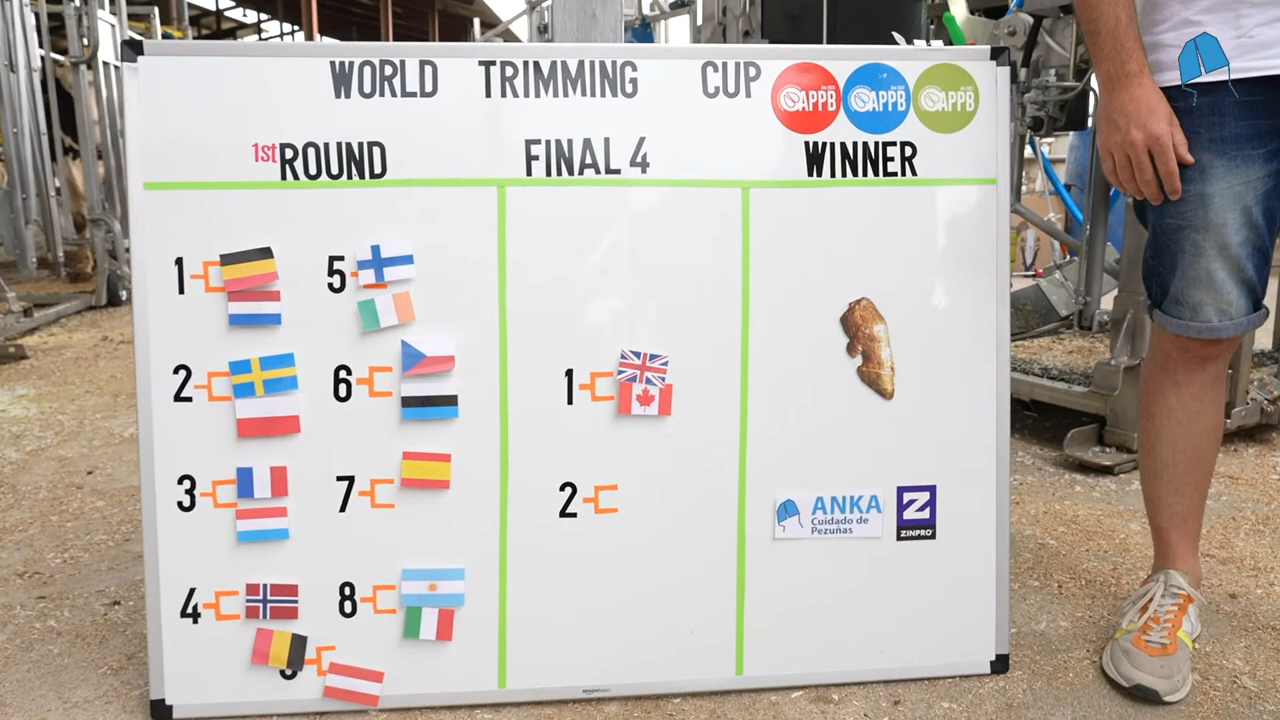 WORLD TRIMMING CUP
APPB APPB APPB
1st ROUND FINAL 4 WINNER
1 5
2 6 1
3 7 2
4 8
ANKA
Cuidado de
Pezuñas
Z
ZINPRO